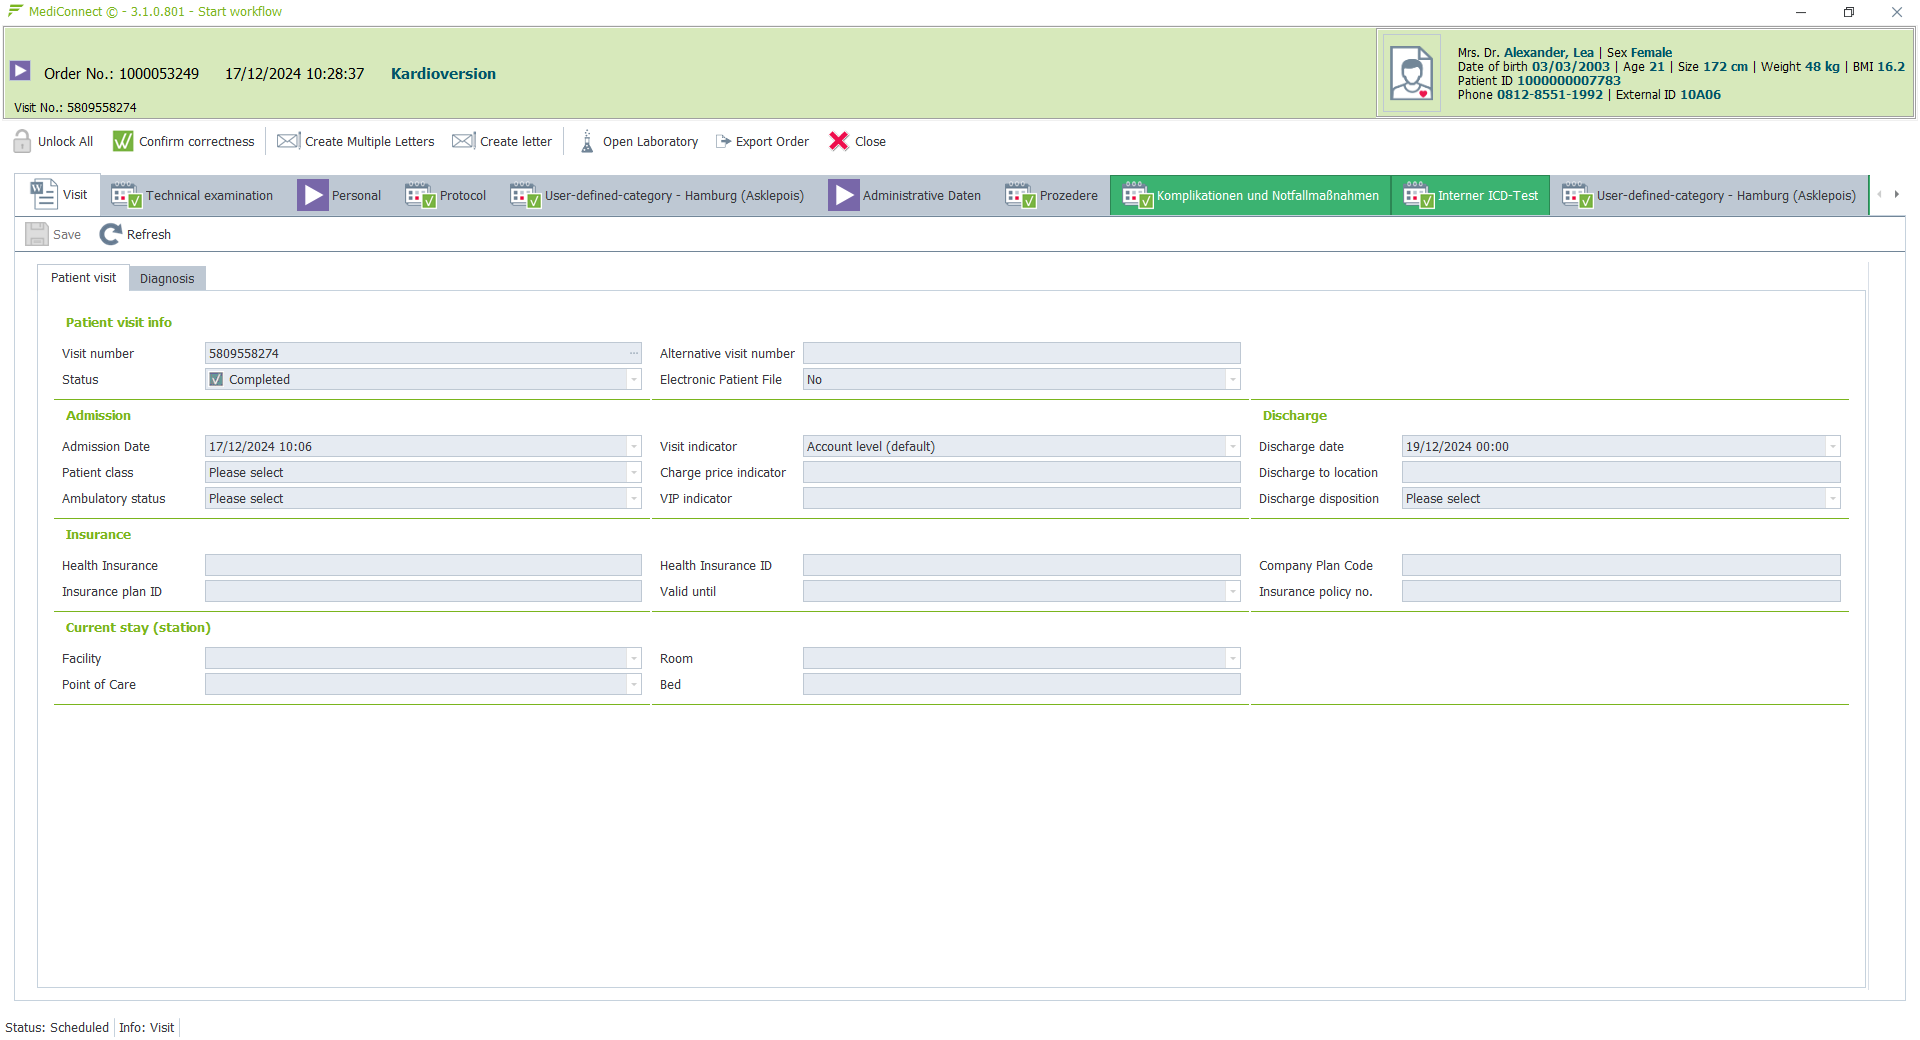 MediConnect © - 3.1.0.801 - Start workflow
Order No.: 1000053249 17/12/2024 10:28:37 Kardioversion
Visit No.: 5809558274
Mrs. Dr. Alexander, Lea | Sex Female
Date of birth 03/03/2003 | Age 21 | Size 172 cm | Weight 48 kg | BMI 16.2
Patient ID 1000000007783
Phone 0812-8551-1992 | External ID 10A06
Unlock All Confirm correctness Create Multiple Letters Create letter Open Laboratory Export Order Close
Visit Technical examination Personal Protocol User-defined-category - Hamburg (Asklepois) Administrative Daten Prozedere Komplikationen und Notfallmaßnahmen Interner ICD-Test User-defined-category - Hamburg (Asklepois)
Save Refresh
Patient visit Diagnosis
Patient visit info
Visit number 5809558274 ... Alternative visit number
Status Completed Electronic Patient File No
Admission Discharge
Admission Date 17/12/2024 10:06 Visit indicator Account level (default) Discharge date 19/12/2024 00:00
Patient class Please select Charge price indicator Discharge to location
Ambulatory status Please select VIP indicator Discharge disposition Please select
Insurance
Health Insurance Health Insurance ID Company Plan Code
Insurance plan ID Valid until Insurance policy no.
Current stay (station)
Facility Room
Point of Care Bed
Status: Scheduled Info: Visit